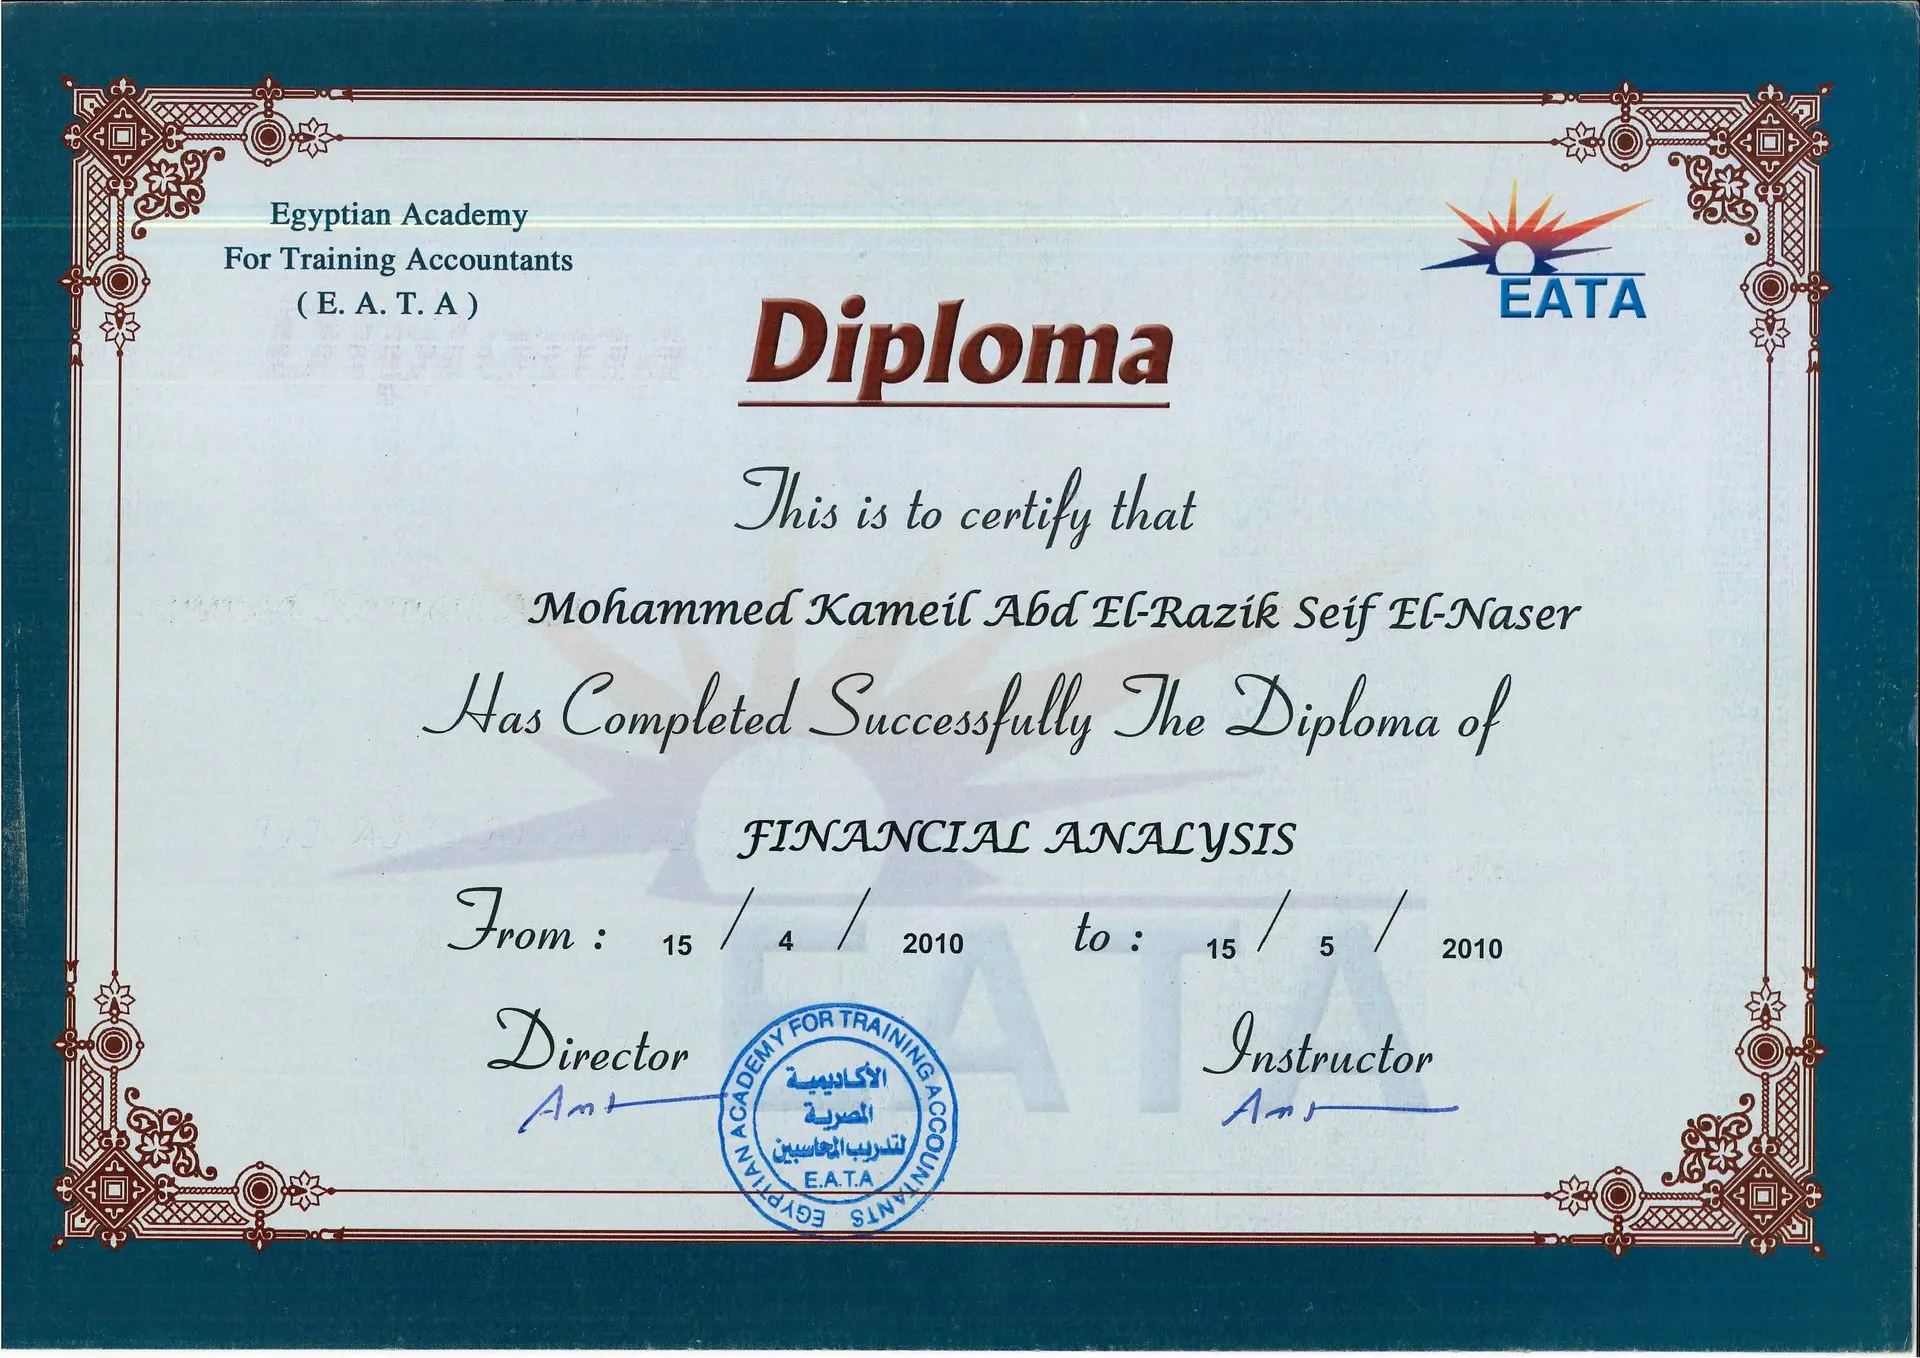 Egyptian Academy
For Training Accountants
( E. A. T. A )
EATA
Diploma
This is to certify that
Mohammed Kameil Abd El-Razik Seif El-Naser
Has Completed Successfully The Diploma of
FINANCIAL ANALYSIS
From : 15 / 4 / 2010 to : 15 / 5 / 2010
Director Instructor
EGYPTIAN ACADEMY FOR TRAINING ACCOUNTANTS
الأكاديمية
المصرية
لتدريب المحاسبين
E.A.T.A
EATA